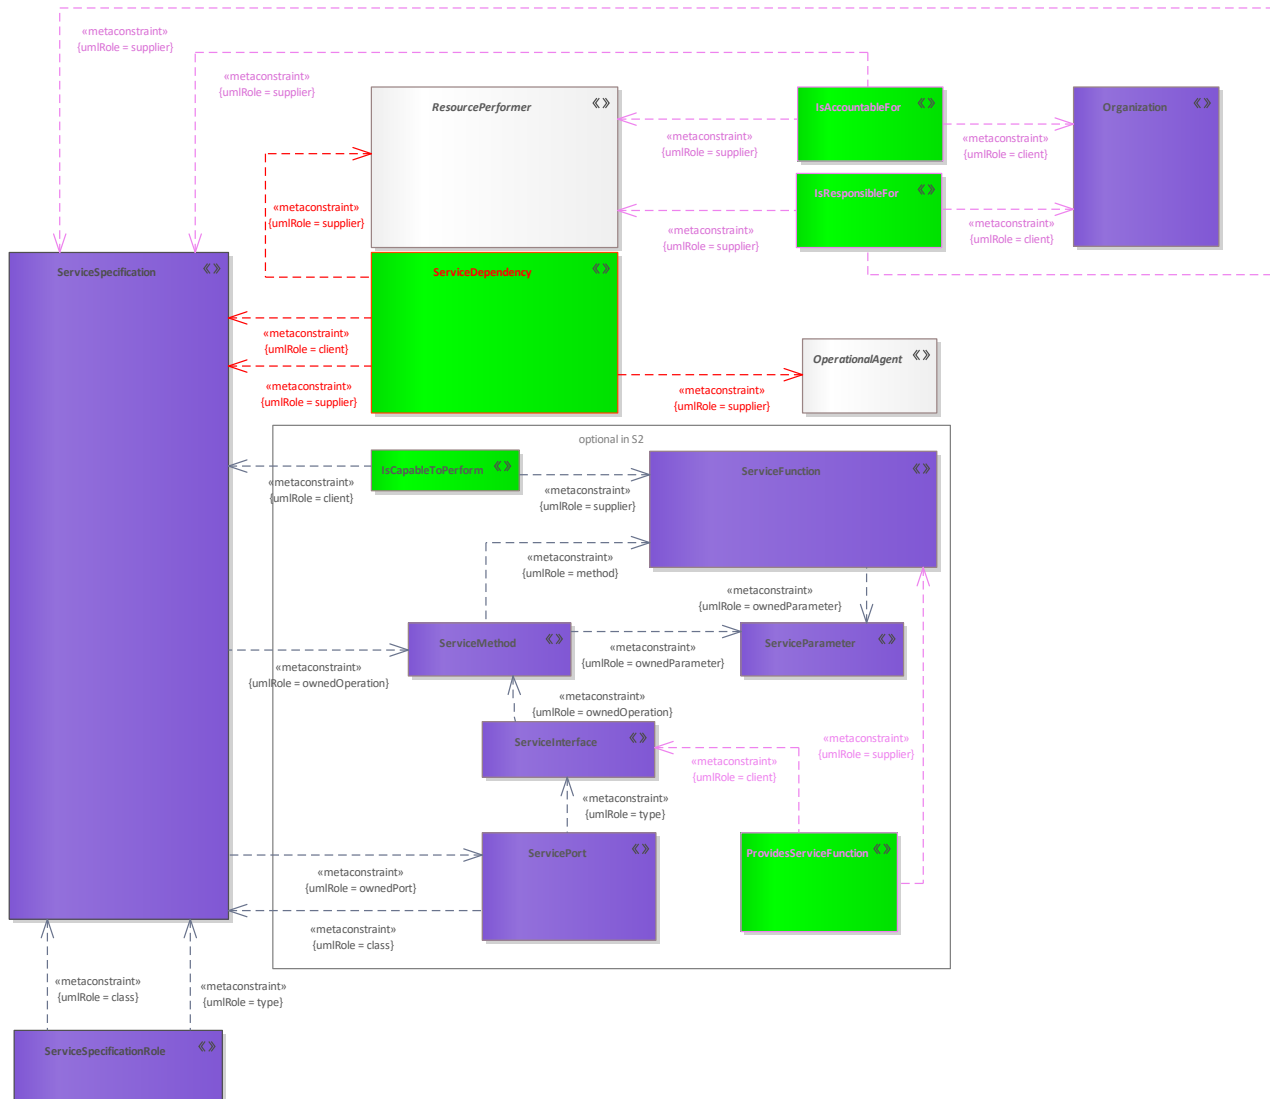 «metaconstraint»
{umlRole = supplier}
«metaconstraint»
{umlRole = supplier}
ResourcePerformer
IsAccountableFor
Organization
«metaconstraint»
{umlRole = supplier}
«metaconstraint»
{umlRole = client}
IsResponsibleFor
«metaconstraint»
{umlRole = supplier}
«metaconstraint»
{umlRole = supplier}
«metaconstraint»
{umlRole = client}
ServiceSpecification
ServiceDependency
«metaconstraint»
{umlRole = client}
OperationalAgent
«metaconstraint»
{umlRole = supplier}
«metaconstraint»
{umlRole = supplier}
optional in S2
IsCapableToPerform
ServiceFunction
«metaconstraint»
{umlRole = client}
«metaconstraint»
{umlRole = supplier}
«metaconstraint»
{umlRole = method}
«metaconstraint»
{umlRole = ownedParameter}
ServiceMethod
ServiceParameter
«metaconstraint»
{umlRole = ownedParameter}
«metaconstraint»
{umlRole = ownedOperation}
«metaconstraint»
{umlRole = ownedOperation}
ServiceInterface
«metaconstraint»
{umlRole = supplier}
«metaconstraint»
{umlRole = client}
«metaconstraint»
{umlRole = type}
ServicePort
ProvidesServiceFunction
«metaconstraint»
{umlRole = ownedPort}
«metaconstraint»
{umlRole = class}
«metaconstraint»
{umlRole = class}
«metaconstraint»
{umlRole = type}
ServiceSpecificationRole